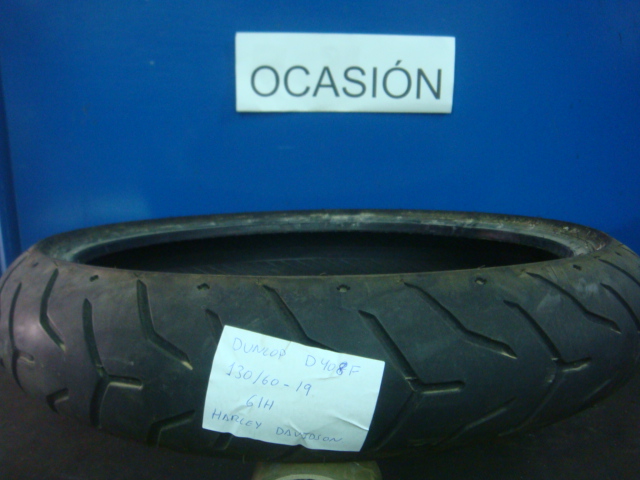 OCASIÓN
DUNLOP D408F
130/60-19
61H
HARLEY DAVIDSON